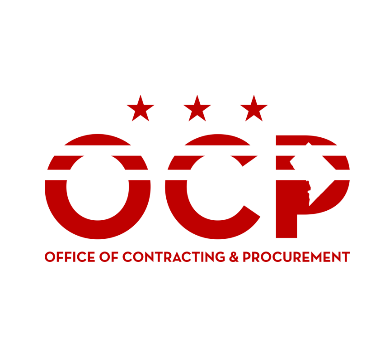 OCP
OFFICE OF CONTRACTING & PROCUREMENT